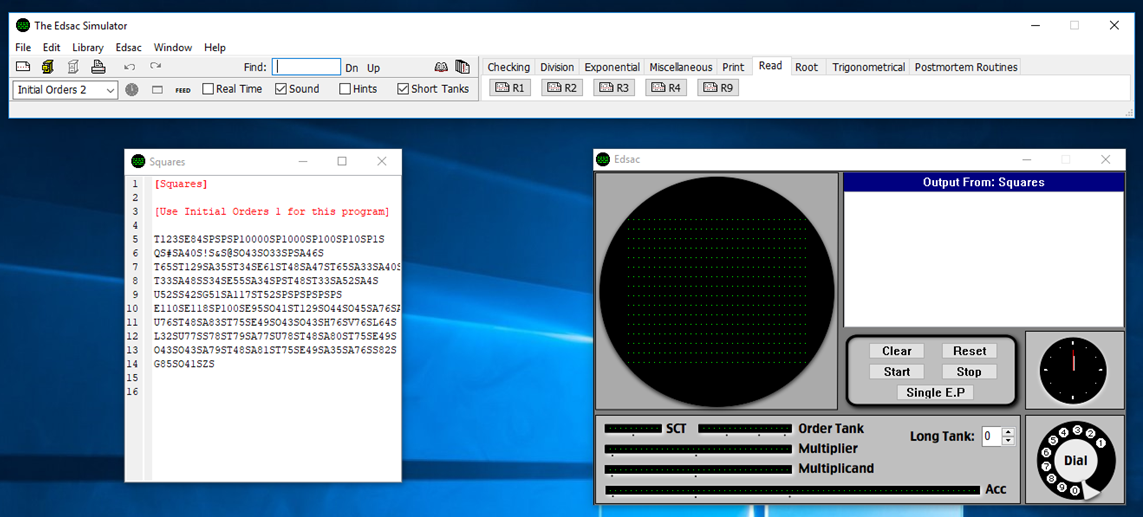 The Edsac Simulator
File Edit Library Edsac Window Help
Find: Dn Up
Checking Division Exponential Miscellaneous Print Read Root Trigonometrical Postmortem Routines
Initial Orders 2 FEED Real Time Sound Hints Short Tanks
R1 R2 R3 R4 R9
Squares
1 [Squares]
2
3 [Use Initial Orders 1 for this program]
4
5 T123SE84SPSPSP10000SP1000SP100SP10SP1S
6 QS#SA40S!S&S@SO43SO33SPSA46S
7 T65ST129SA35ST34SE61ST48SA47ST65SA33SA40S
8 T33SA48SS34SE55SA34SPST48ST33SA52SA4S
9 U52SS42SG51SA117ST52SPSPSPSPSPS
10 E110SE118SP100SE95SO41ST129SO44SO45SA76SA
11 U76ST48SA83ST75SE49SO43SO43SH76SV76SL64S
12 L32SU77SS78ST79SA77SU78ST48SA80ST75SE49S
13 O43SO43SA79ST48SA81ST75SE49SA35SA76SS82S
14 G85SO41SZS
15
16
Edsac
Output From: Squares
Clear Reset
Start Stop
Single E.P
SCT Order Tank
Long Tank: 0
Multiplier
Multiplicand
Acc
1
2
3
4
5
6
7
8
9
0
Dial